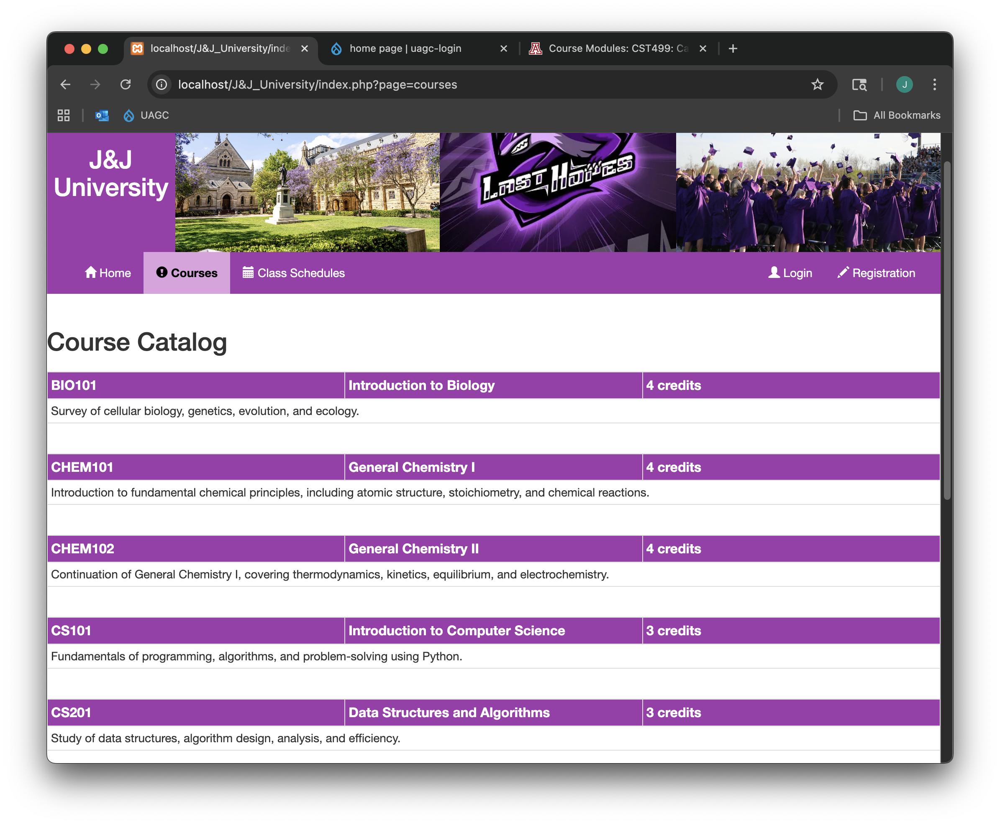 localhost/J&J_University/inde
home page | uagc-login
Course Modules: CST499: Ca
localhost/J&J_University/index.php?page=courses
J
UAGC
All Bookmarks
J&J
University
LAST HOPES
Home
Courses
Class Schedules
Login
Registration
Course Catalog
BIO101 Introduction to Biology 4 credits
Survey of cellular biology, genetics, evolution, and ecology.
CHEM101 General Chemistry I 4 credits
Introduction to fundamental chemical principles, including atomic structure, stoichiometry, and chemical reactions.
CHEM102 General Chemistry II 4 credits
Continuation of General Chemistry I, covering thermodynamics, kinetics, equilibrium, and electrochemistry.
CS101 Introduction to Computer Science 3 credits
Fundamentals of programming, algorithms, and problem-solving using Python.
CS201 Data Structures and Algorithms 3 credits
Study of data structures, algorithm design, analysis, and efficiency.